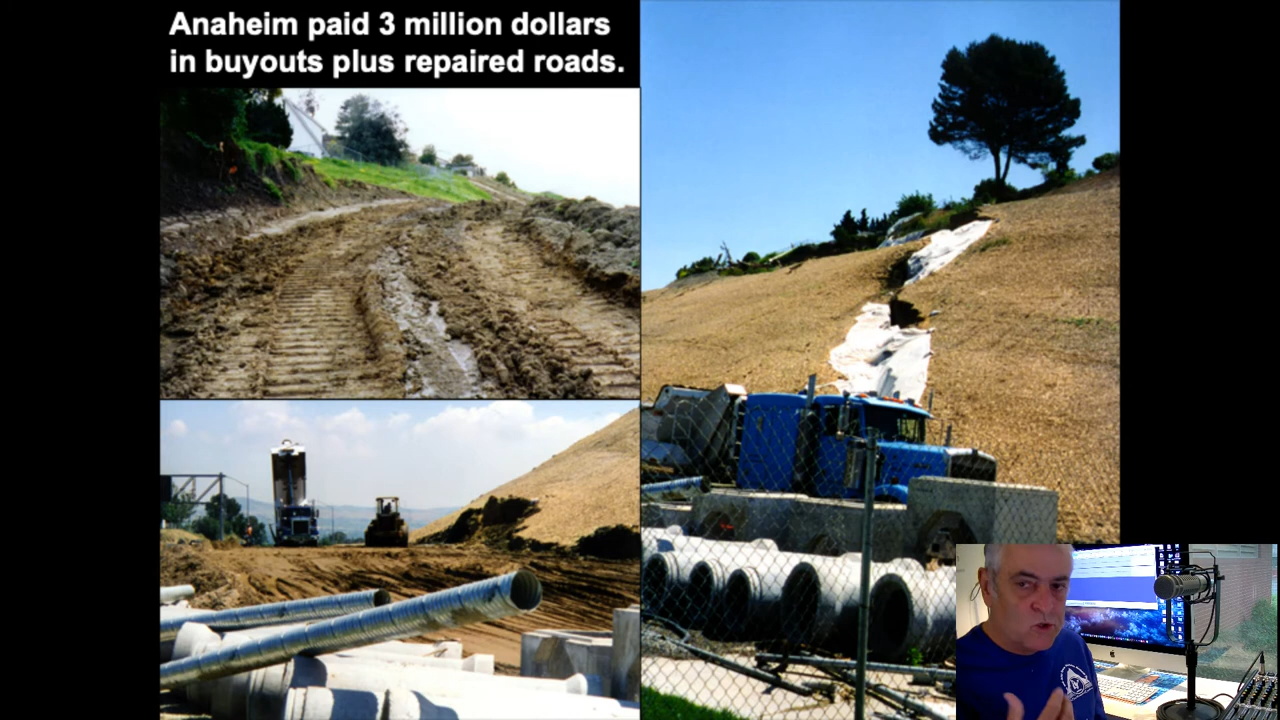 Anaheim paid 3 million dollars
in buyouts plus repaired roads.